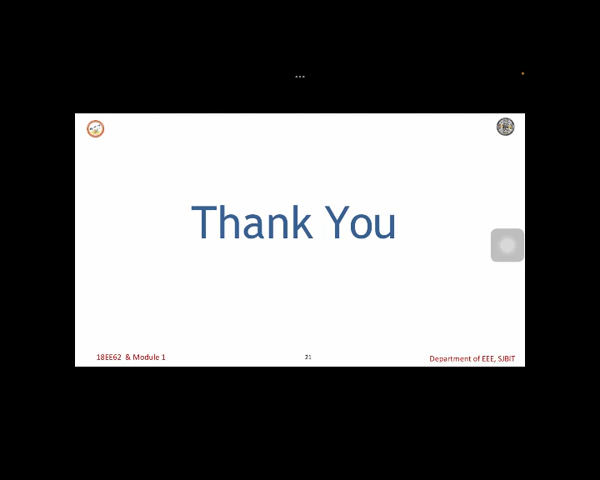 Thank You
18EE62 & Module 1
21
Department of EEE, SJBIT